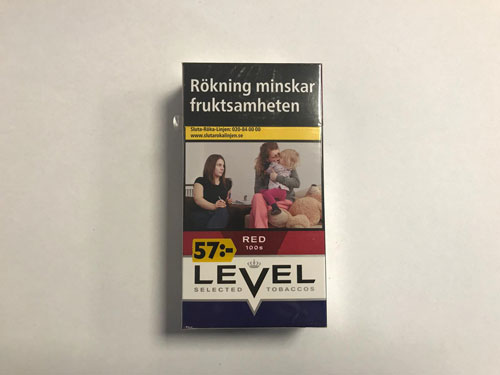 Rökning minskar
fruktsamheten
Sluta-Röka-Linjen: 020-84 00 00
www.slutarokalinjen.se
RED
100s
57:-
LEVEL
SELECTED TOBACCOS